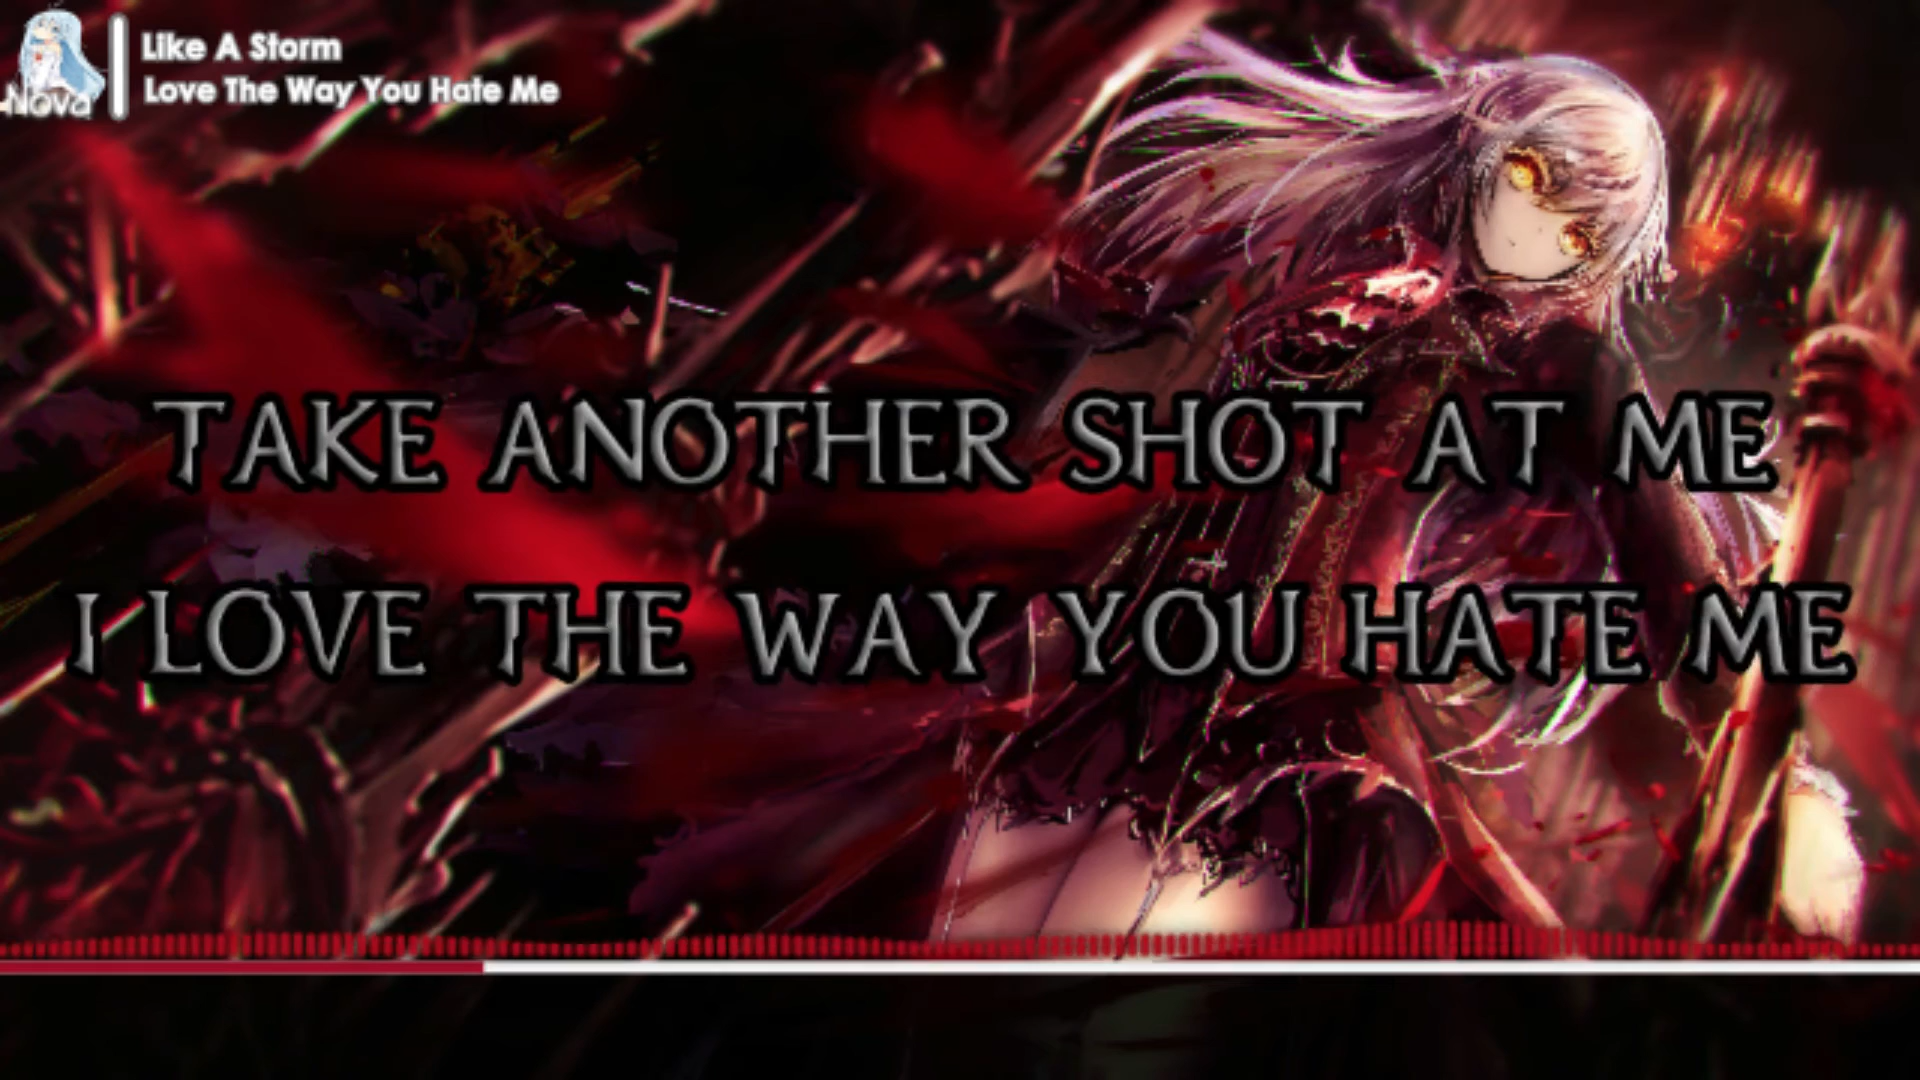 Like A Storm
Love The Way You Hate Me
Nova
TAKE ANOTHER SHOT AT ME
I LOVE THE WAY YOU HATE ME